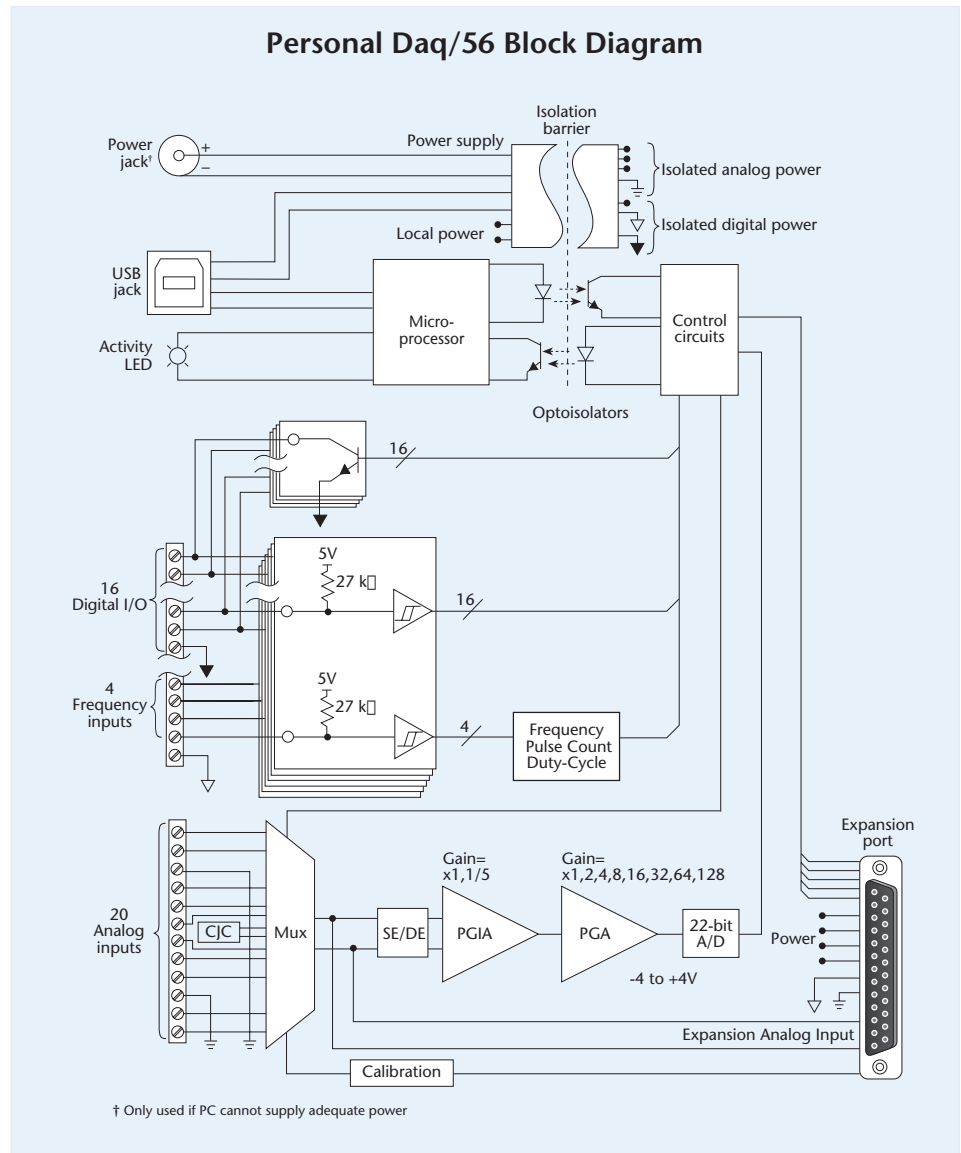 Personal Daq/56 Block Diagram
Isolation
barrier
Power
jack†
+
–
Power supply
Isolated analog power
Isolated digital power
Local power
USB
jack
Micro-
processor
Control
circuits
Activity
LED
Optoisolators
16
5V
27 k▯
16
16
Digital I/O
4
Frequency
inputs
5V
27 k▯
4
Frequency
Pulse Count
Duty-Cycle
Expansion
port
Gain=
x1,1/5
Gain=
x1,2,4,8,16,32,64,128
20
Analog
inputs
CJC
Mux
SE/DE
PGIA
PGA
22-bit
A/D
Power
-4 to +4V
Expansion Analog Input
Calibration
† Only used if PC cannot supply adequate power